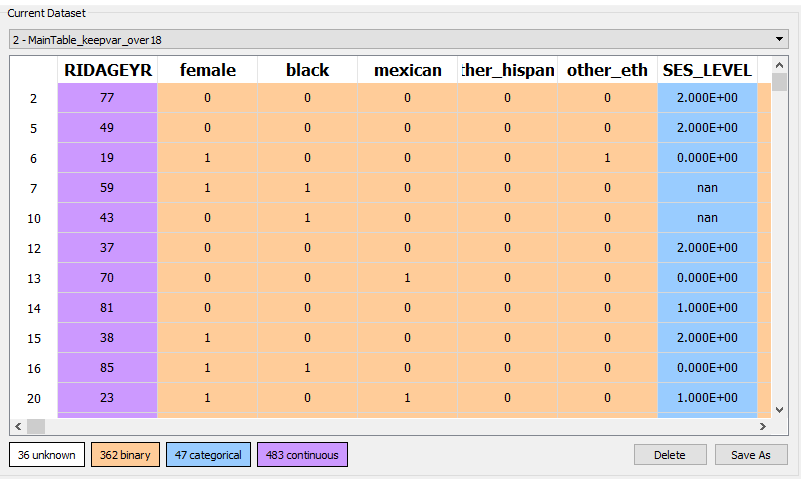 Current Dataset
2 - MainTable_keepvar_over18
RIDAGEYR female black mexican ther_hispan other_eth SES_LEVEL
2 77 0 0 0 0 0 2.000E+00
5 49 0 0 0 0 0 2.000E+00
6 19 1 0 0 0 1 0.000E+00
7 59 1 1 0 0 0 nan
10 43 0 1 0 0 0 nan
12 37 0 0 0 0 0 2.000E+00
13 70 0 0 1 0 0 0.000E+00
14 81 0 0 0 0 0 1.000E+00
15 38 1 0 0 0 0 2.000E+00
16 85 1 1 0 0 0 0.000E+00
20 23 1 0 1 0 0 1.000E+00
36 unknown 362 binary 47 categorical 483 continuous Delete Save As